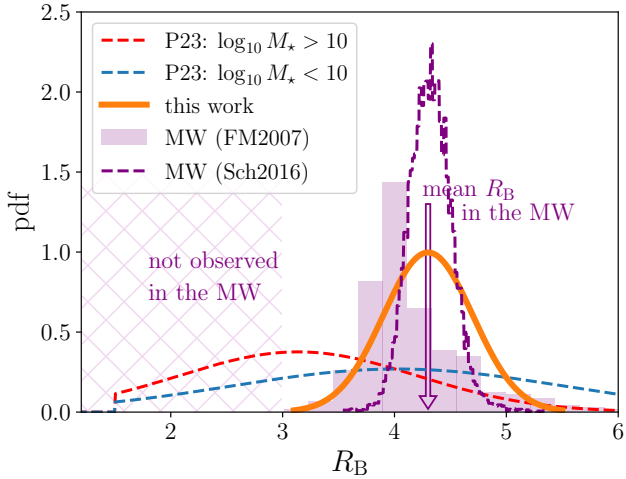 2.5
2.0
1.5
1.0
0.5
0.0
pdf
P23: log₁₀ M⋆ > 10
P23: log₁₀ M⋆ < 10
this work
MW (FM2007)
MW (Sch2016)
mean R_B
in the MW
not observed
in the MW
2 3 4 5 6
R_B